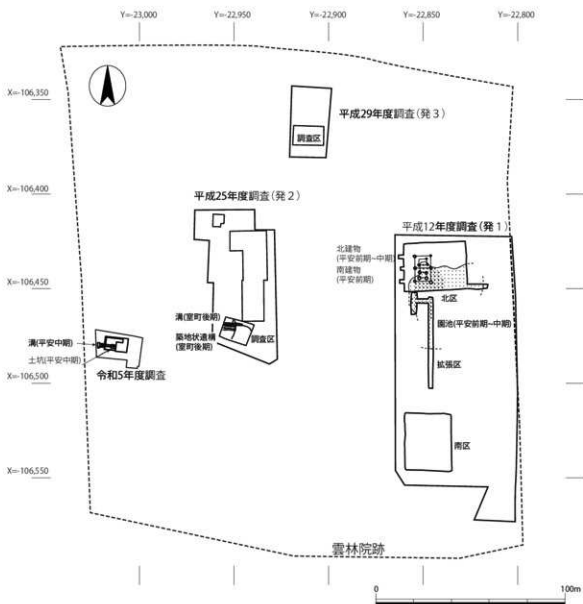 Y=-23,000
Y=-22,950
Y=-22,900
Y=-22,850
Y=-22,800
X=-106,350
平成29年度調査(発3)
調査区
X=-106,400
平成25年度調査(発2)
平成12年度調査(発1)
北建物
(平安前期~中期)
南建物
(平安前期)
X=-106,450
北区
園池(平安前期~中期)
溝(室町後期)
築地状遺構
(室町後期)
調査区
溝(平安中期)
土坑(平安中期)
令和5年度調査
拡張区
X=-106,500
南区
X=-106,550
雲林院跡
0
100m